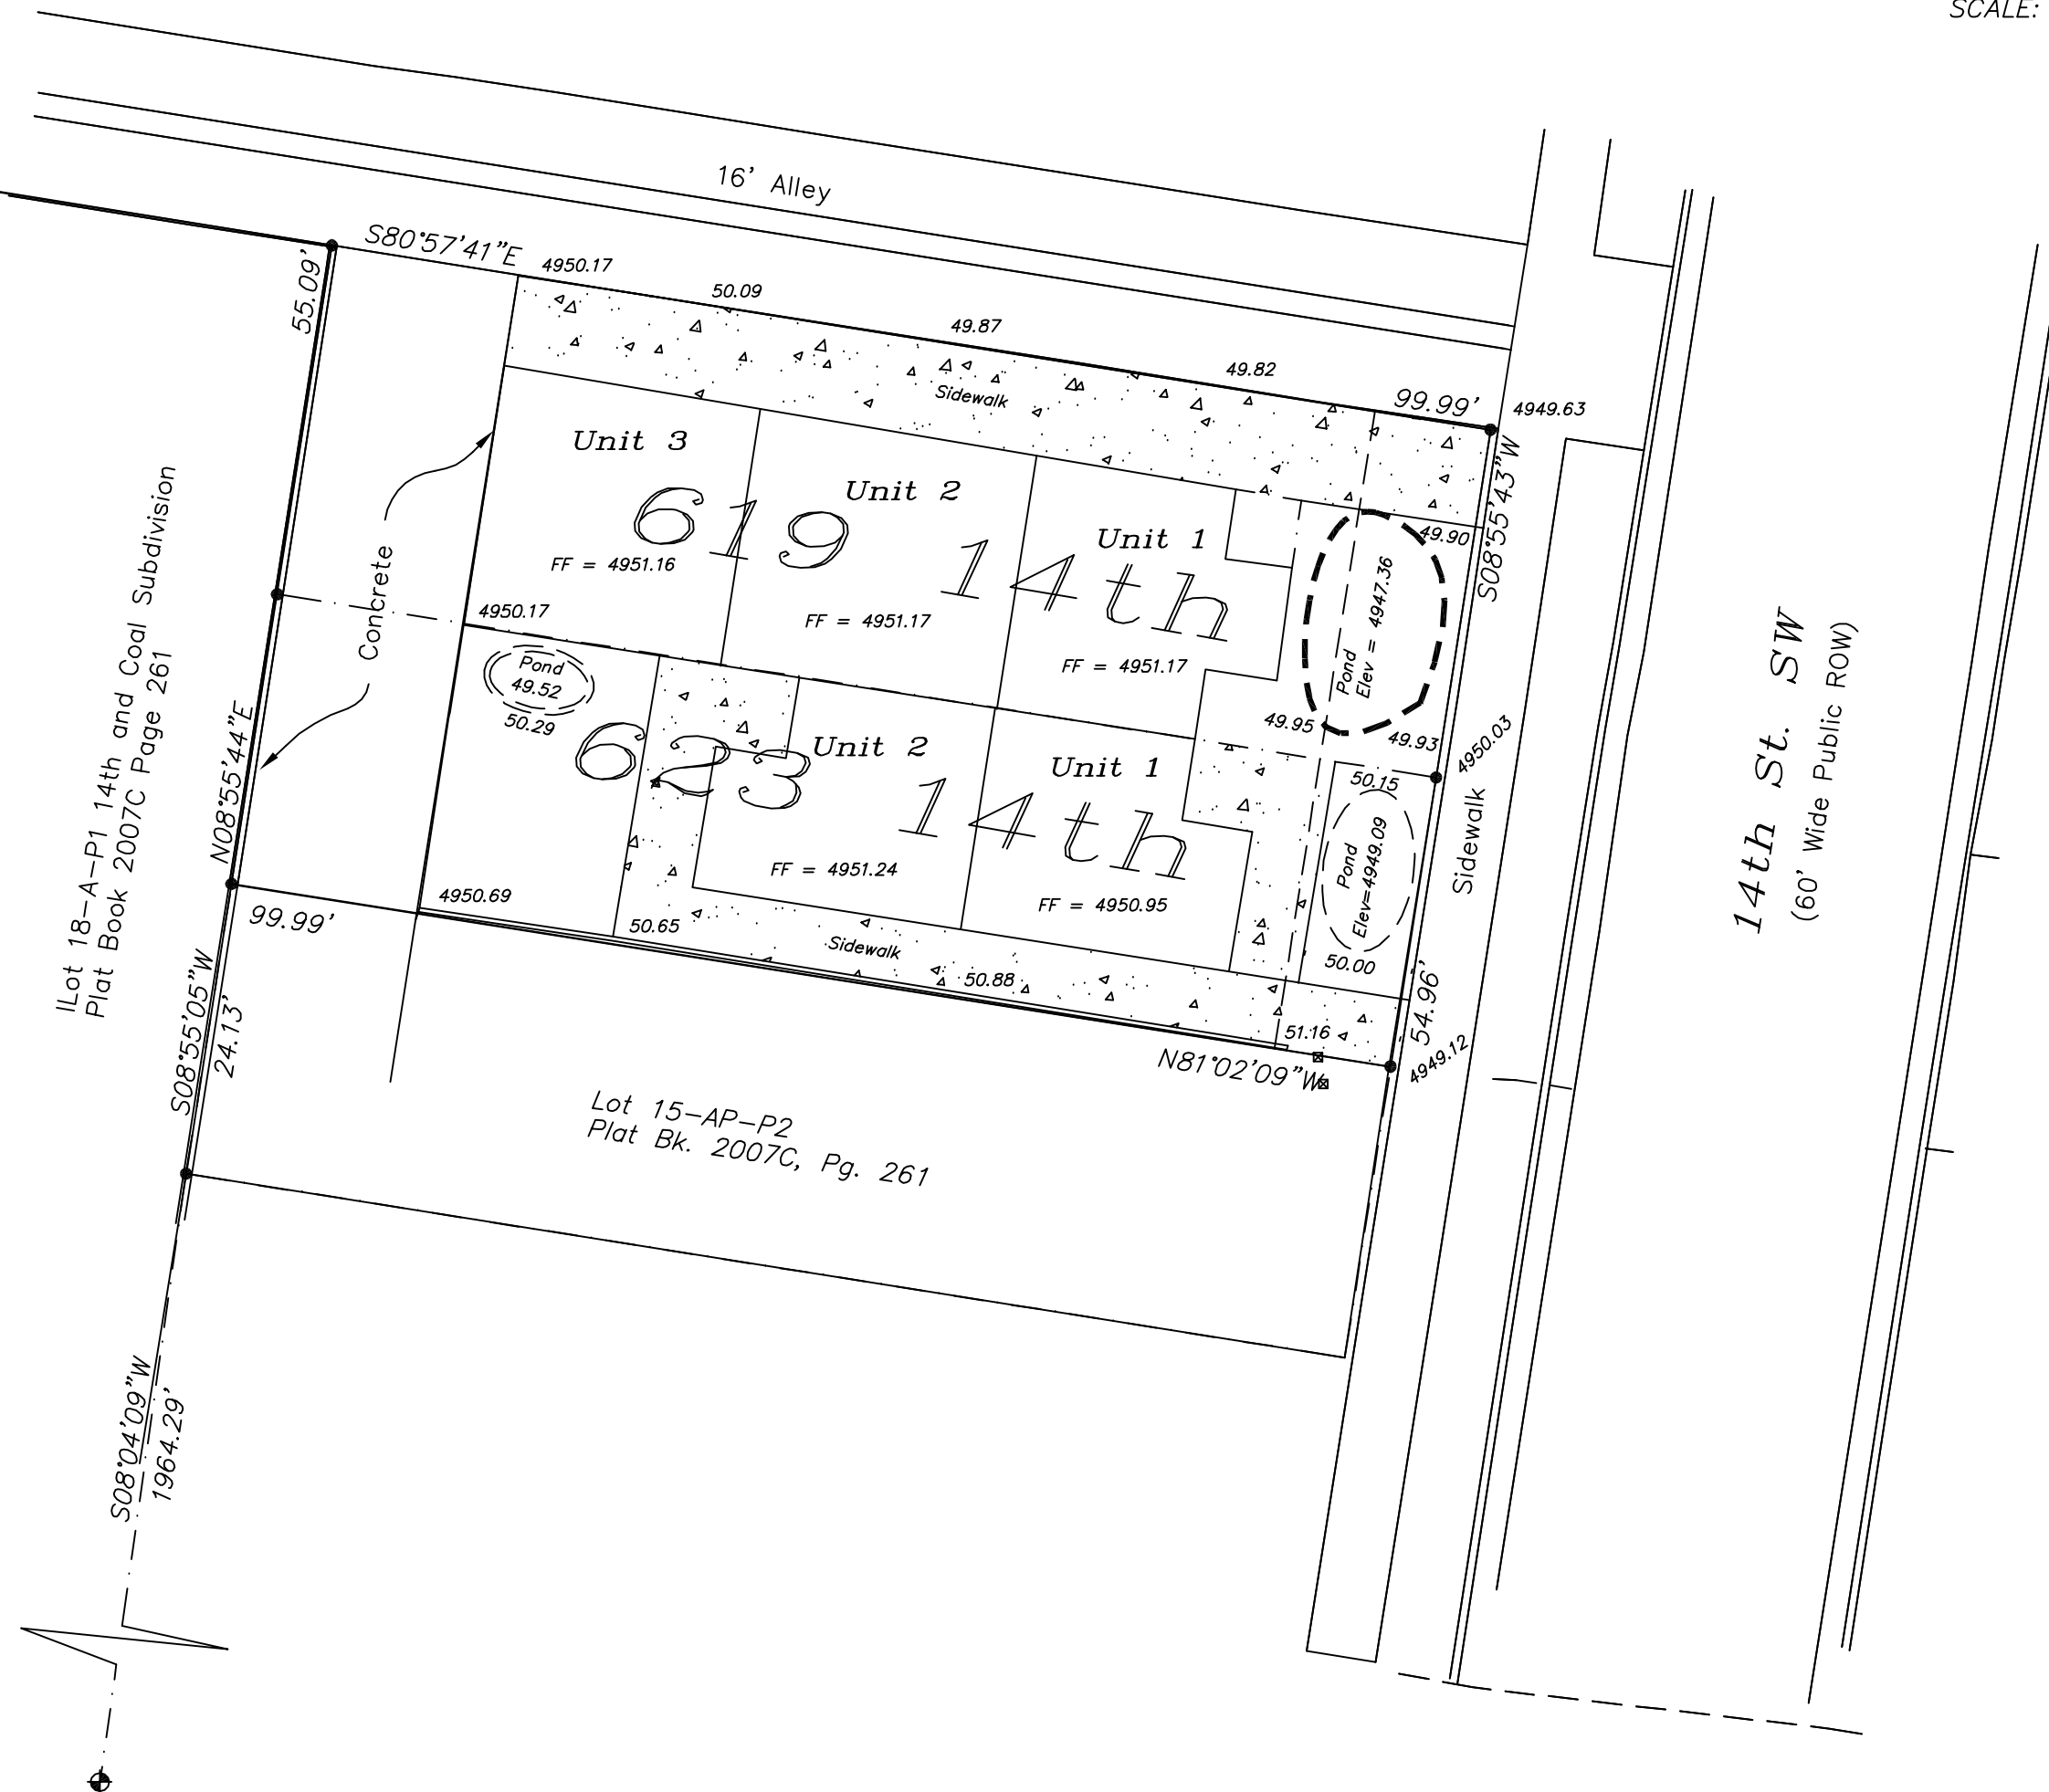 SCALE:
16' Alley
S80°57'41"E
4950.17
50.09
49.87
49.82
99.99'
4949.63
55.09'
S08°55'43"W
Sidewalk
Unit 3
Unit 2
Unit 1
619 14th
FF = 4951.16
FF = 4951.17
FF = 4951.17
49.90
Pond
Elev = 4947.36
Concrete
4950.17
Pond
49.52
50.29
49.95
49.93
4950.03
50.15
623 14th
Unit 2
Unit 1
FF = 4951.24
FF = 4950.95
Pond
Elev=4949.09
50.00
Sidewalk
14th St. SW
(60' Wide Public ROW)
lLot 18-A-P1 14th and Coal Subdivision
Plat Book 2007C Page 261
N08°55'44"E
4950.69
99.99'
50.65
Sidewalk
50.88
51.16
54.96'
4949.12
N81°02'09"W
S08°55'05"W
24.13'
Lot 15-AP-P2
Plat Bk. 2007C, Pg. 261
S08°04'09"W
1964.29'